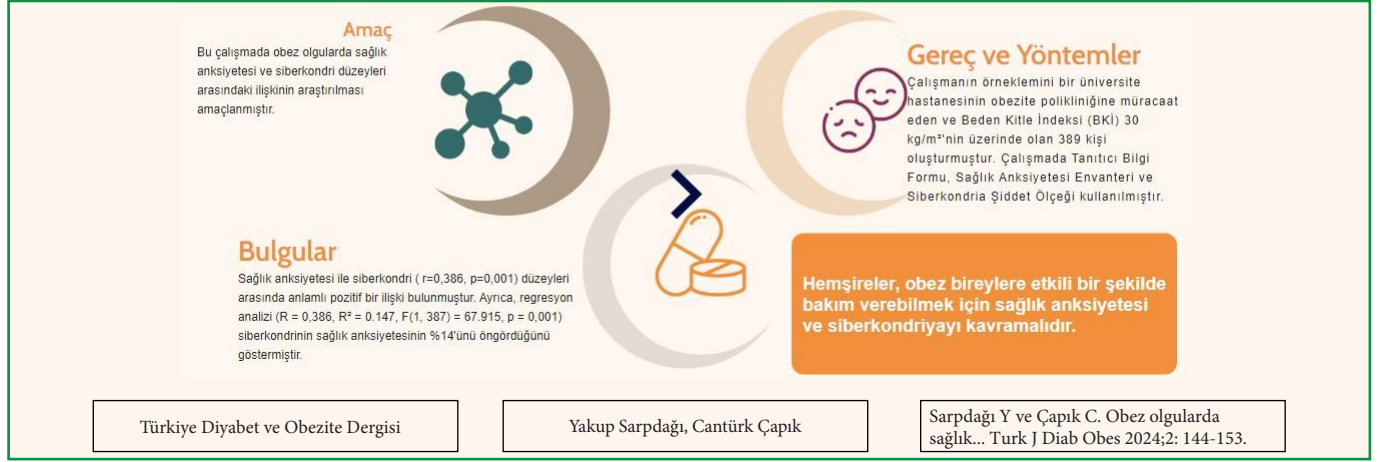 Amaç
Bu çalışmada obez olgularda sağlık
anksiyetesi ve siberkondri düzeyleri
arasındaki ilişkinin araştırılması
amaçlanmıştır.
Gereç ve Yöntemler
Çalışmanın örneklemini bir üniversite
hastanesinin obezite polikliniğine müracaat
eden ve Beden Kitle İndeksi (BKİ) 30
kg/m²'nin üzerinde olan 389 kişi
oluşturmuştur. Çalışmada Tanıtıcı Bilgi
Formu, Sağlık Anksiyetesi Envanteri ve
Siberkondria Şiddet Ölçeği kullanılmıştır.
Bulgular
Sağlık anksiyetesi ile siberkondri ( r=0,386, p=0,001) düzeyleri
arasında anlamlı pozitif bir ilişki bulunmuştur. Ayrıca, regresyon
analizi (R = 0,386, R² = 0.147, F(1, 387) = 67.915, p = 0,001)
siberkondrinin sağlık anksiyetesinin %14'ünü öngördüğünü
göstermiştir.
Hemşireler, obez bireylere etkili bir şekilde
bakım verebilmek için sağlık anksiyetesi
ve siberkondriyayı kavramalıdır.
Türkiye Diyabet ve Obezite Dergisi
Yakup Sarpdağı, Cantürk Çapık
Sarpdağı Y ve Çapık C. Obez olgularda
sağlık... Turk J Diab Obes 2024;2: 144-153.